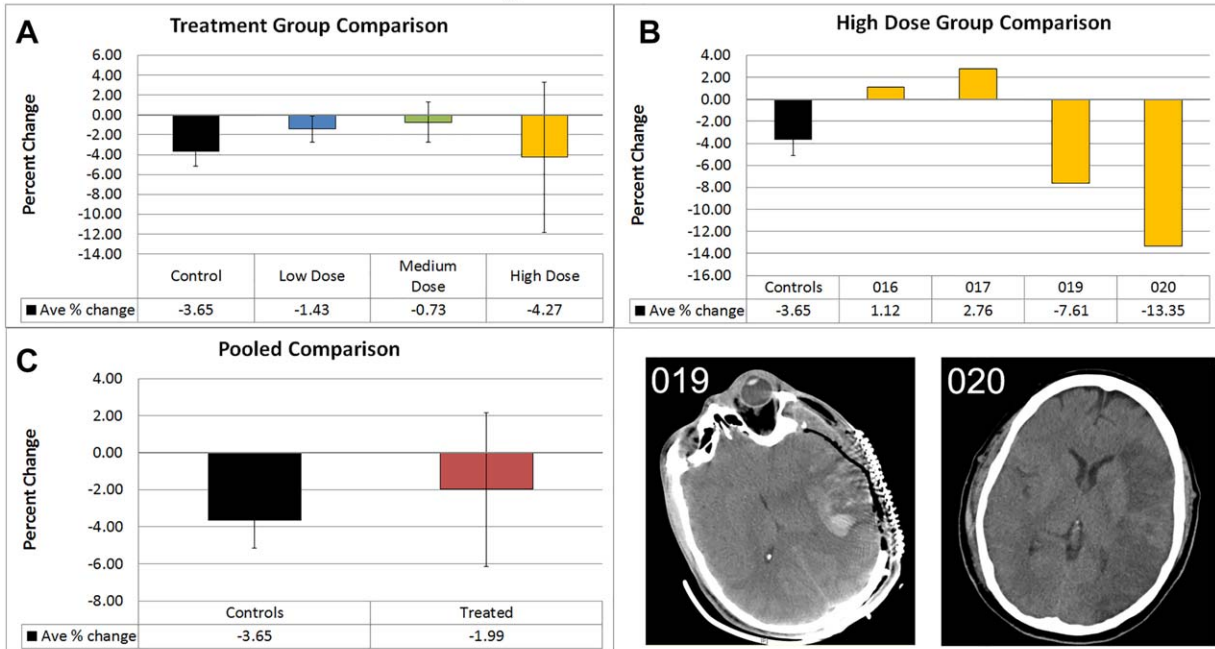 A
Treatment Group Comparison
Percent Change
6.00
4.00
2.00
0.00
-2.00
-4.00
-6.00
-8.00
-10.00
-12.00
-14.00
Control Low Dose Medium Dose High Dose
Ave % change -3.65 -1.43 -0.73 -4.27
B
High Dose Group Comparison
Percent Change
4.00
2.00
0.00
-2.00
-4.00
-6.00
-8.00
-10.00
-12.00
-14.00
-16.00
Controls 016 017 019 020
Ave % change -3.65 1.12 2.76 -7.61 -13.35
C
Pooled Comparison
Percent Change
4.00
2.00
0.00
-2.00
-4.00
-6.00
-8.00
Controls Treated
Ave % change -3.65 -1.99
019
020